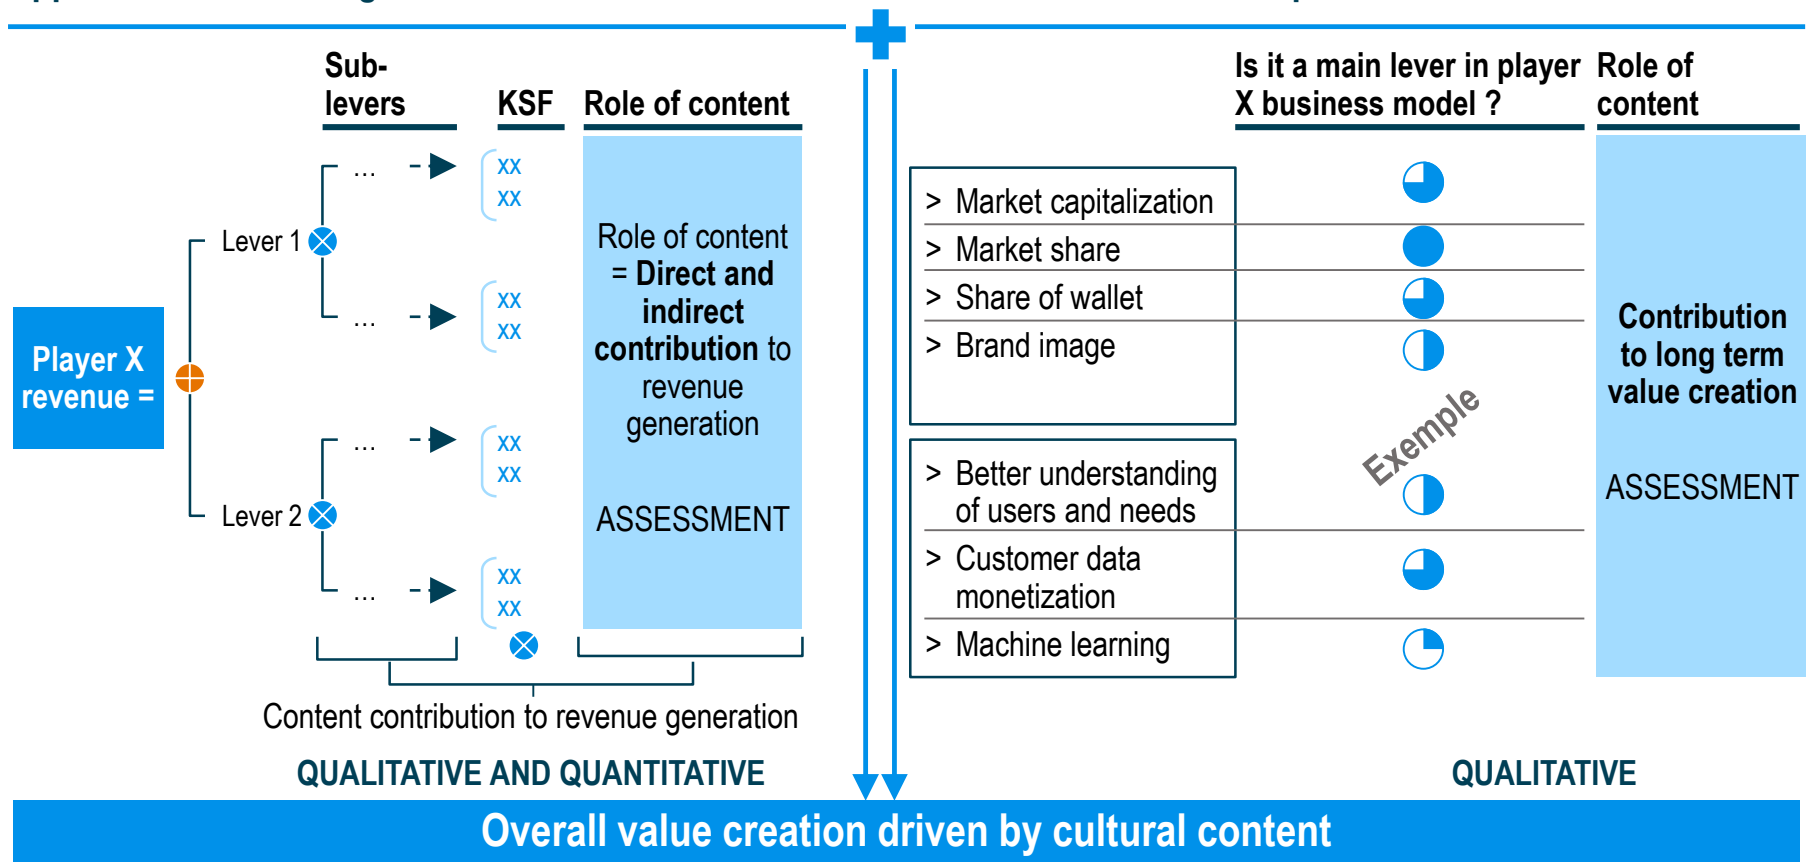 Sub-
levers
KSF
Role of content
... xx
xx
Lever 1
... xx
xx
Player X
revenue =
... xx
xx
Lever 2
... xx
xx
Role of content
= Direct and
indirect
contribution to
revenue
generation
ASSESSMENT
Content contribution to revenue generation
QUALITATIVE AND QUANTITATIVE
Is it a main lever in player
X business model ?
Role of
content
> Market capitalization
> Market share
> Share of wallet
> Brand image
Exemple
> Better understanding
of users and needs
> Customer data
monetization
> Machine learning
Contribution
to long term
value creation
ASSESSMENT
QUALITATIVE
Overall value creation driven by cultural content